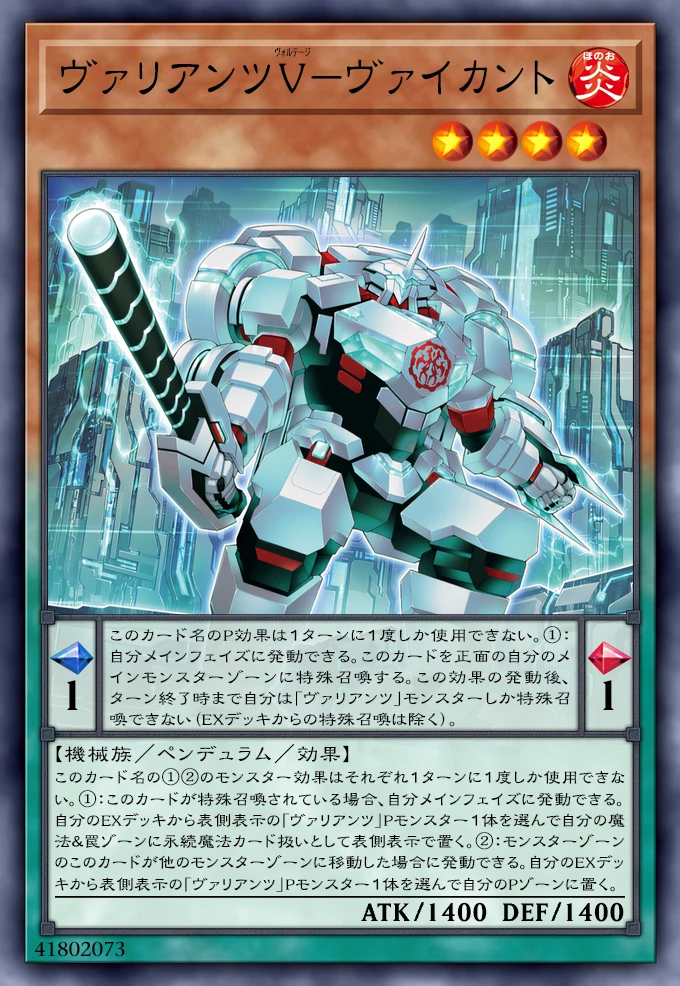 ヴォルテージ
ヴァリアンツV－ヴァイカント
ほのお
炎
このカード名のP効果は1ターンに1度しか使用できない。①：
自分メインフェイズに発動できる。このカードを正面の自分のメ
インモンスターゾーンに特殊召喚する。この効果の発動後、
ターン終了時まで自分は「ヴァリアンツ」モンスターしか特殊召
喚できない（EXデッキからの特殊召喚は除く）。
1
1
【機械族／ペンデュラム／効果】
このカード名の①②のモンスター効果はそれぞれ1ターンに1度しか使用できな
い。①：このカードが特殊召喚されている場合、自分メインフェイズに発動できる。
自分のEXデッキから表側表示の「ヴァリアンツ」Pモンスター1体を選んで自分の魔
法&罠ゾーンに永続魔法カード扱いとして表側表示で置く。②：モンスターゾーン
のこのカードが他のモンスターゾーンに移動した場合に発動できる。自分のEXデッ
キから表側表示の「ヴァリアンツ」Pモンスター1体を選んで自分のPゾーンに置く。
ATK/1400 DEF/1400
41802073